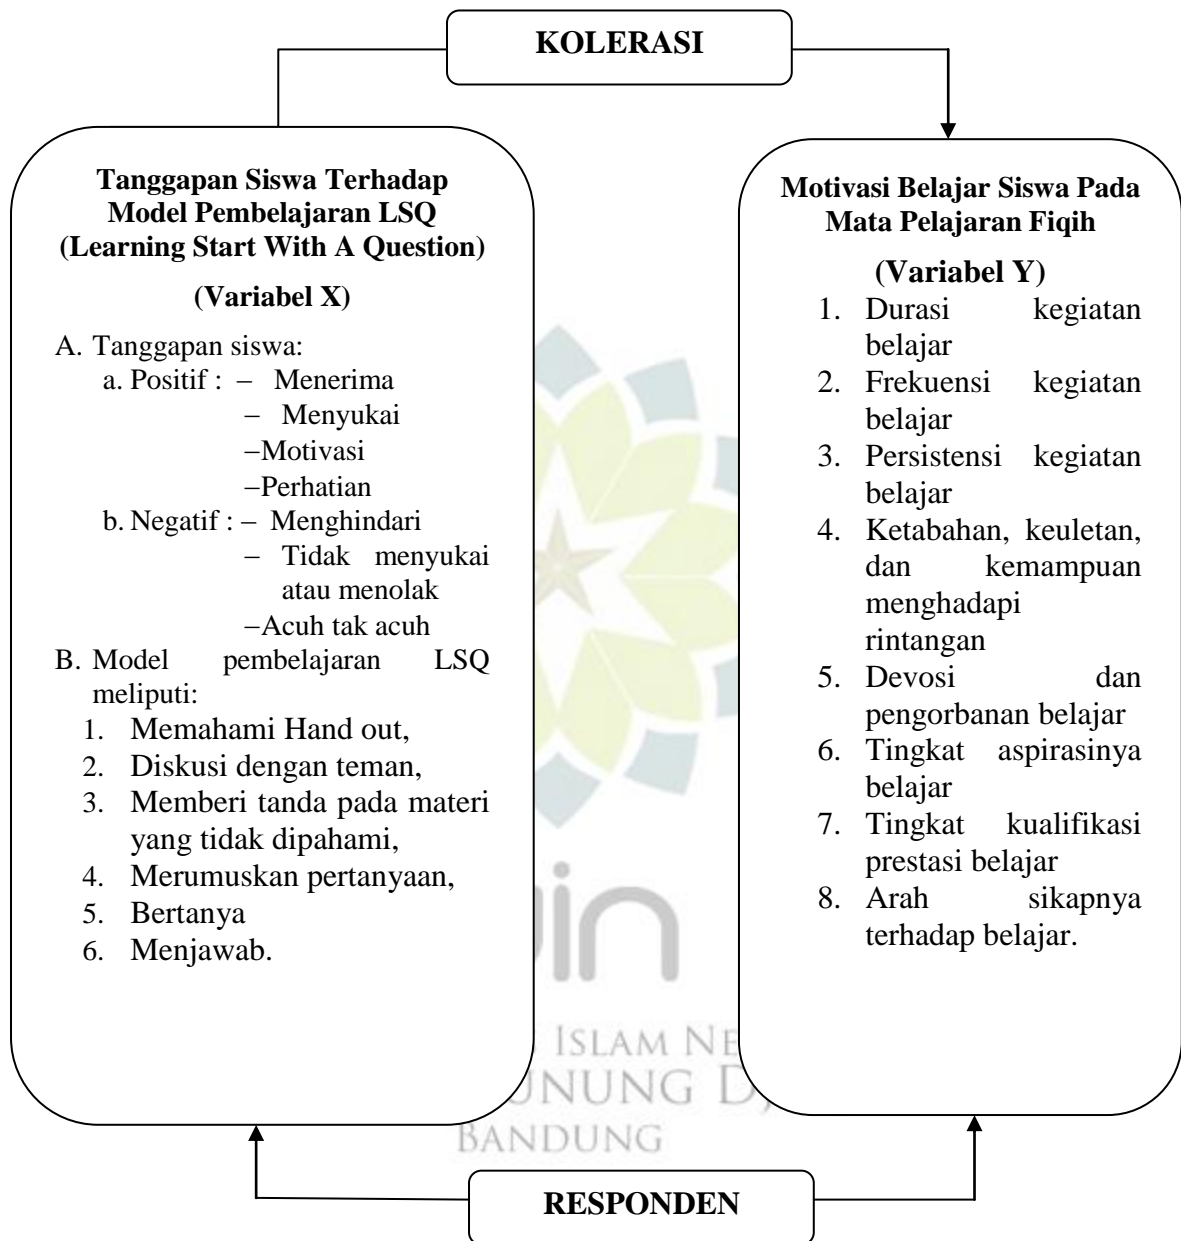 KOLERASI
Tanggapan Siswa Terhadap
Model Pembelajaran LSQ
(Learning Start With A Question)
(Variabel X)
A. Tanggapan siswa:
a. Positif : – Menerima
– Menyukai
–Motivasi
–Perhatian
b. Negatif : – Menghindari
– Tidak menyukai
atau menolak
–Acuh tak acuh
B. Model pembelajaran LSQ
meliputi:
1. Memahami Hand out,
2. Diskusi dengan teman,
3. Memberi tanda pada materi
yang tidak dipahami,
4. Merumuskan pertanyaan,
5. Bertanya
6. Menjawab.
Motivasi Belajar Siswa Pada
Mata Pelajaran Fiqih
(Variabel Y)
1. Durasi kegiatan
belajar
2. Frekuensi kegiatan
belajar
3. Persistensi kegiatan
belajar
4. Ketabahan, keuletan,
dan kemampuan
menghadapi
rintangan
5. Devosi dan
pengorbanan belajar
6. Tingkat aspirasinya
belajar
7. Tingkat kualifikasi
prestasi belajar
8. Arah sikapnya
terhadap belajar.
ISLAM
BANDUNG
RESPONDEN